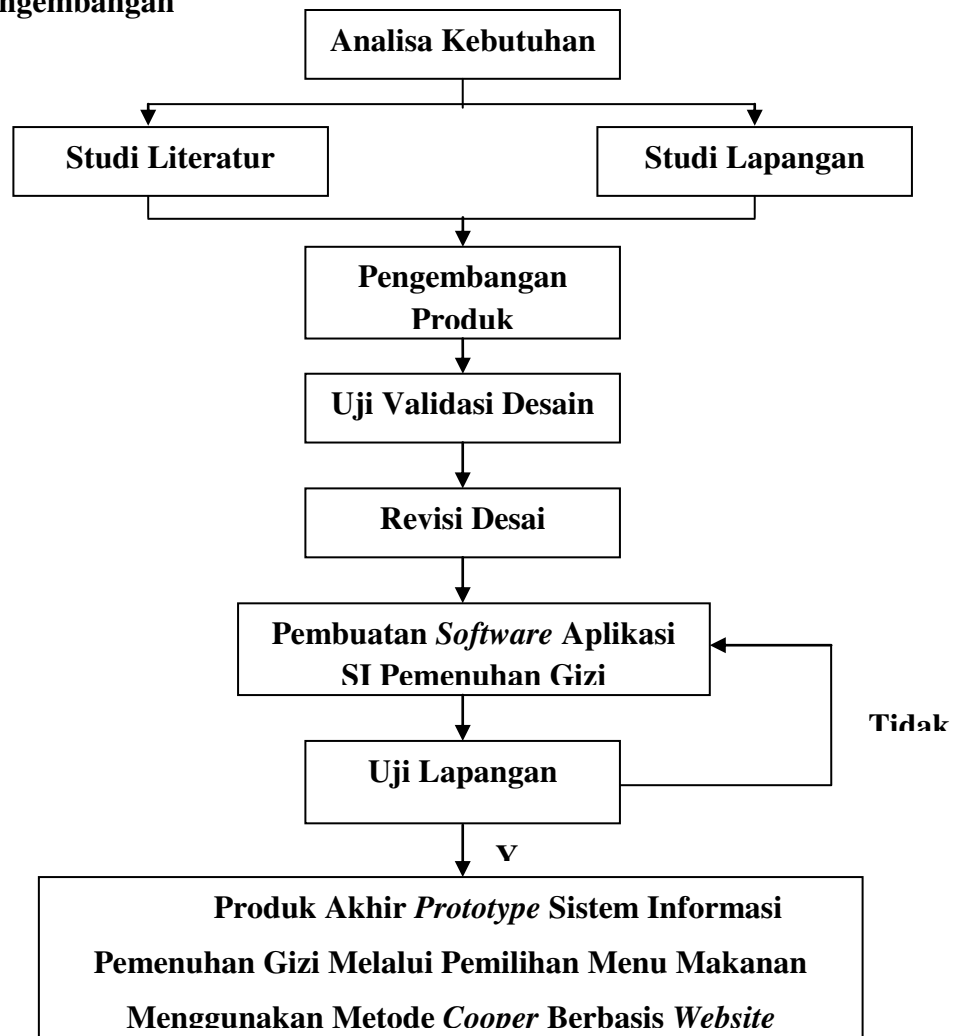 ngembangan
Analisa Kebutuhan
Studi Literatur
Studi Lapangan
Pengembangan
Produk
Uji Validasi Desain
Revisi Desai
Pembuatan Software Aplikasi
SI Pemenuhan Gizi
Tidak
Uji Lapangan
Y
Produk Akhir Prototype Sistem Informasi
Pemenuhan Gizi Melalui Pemilihan Menu Makanan
Menggunakan Metode Cooper Berbasis Website